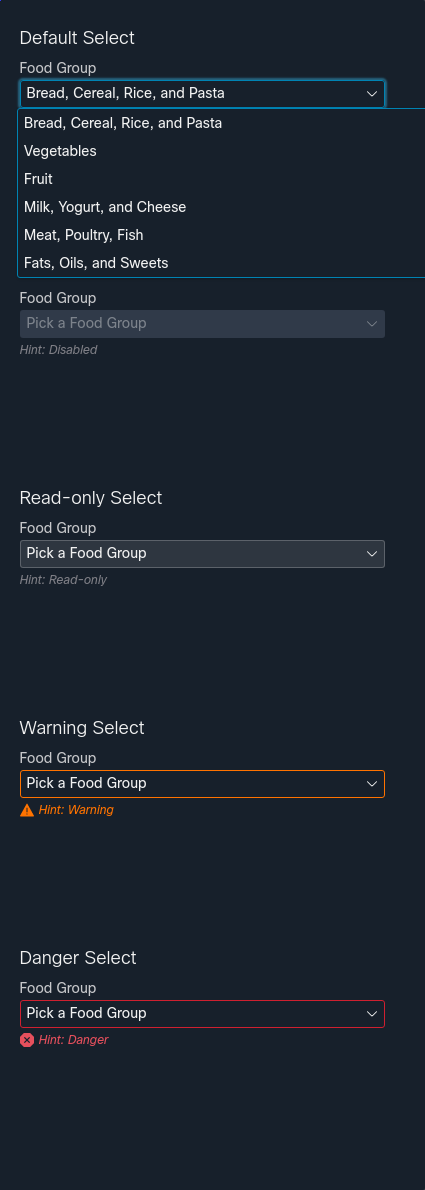 Default Select
Food Group
Bread, Cereal, Rice, and Pasta
Bread, Cereal, Rice, and Pasta
Vegetables
Fruit
Milk, Yogurt, and Cheese
Meat, Poultry, Fish
Fats, Oils, and Sweets
Food Group
Pick a Food Group
Hint: Disabled
Read-only Select
Food Group
Pick a Food Group
Hint: Read-only
Warning Select
Food Group
Pick a Food Group
Hint: Warning
Danger Select
Food Group
Pick a Food Group
Hint: Danger